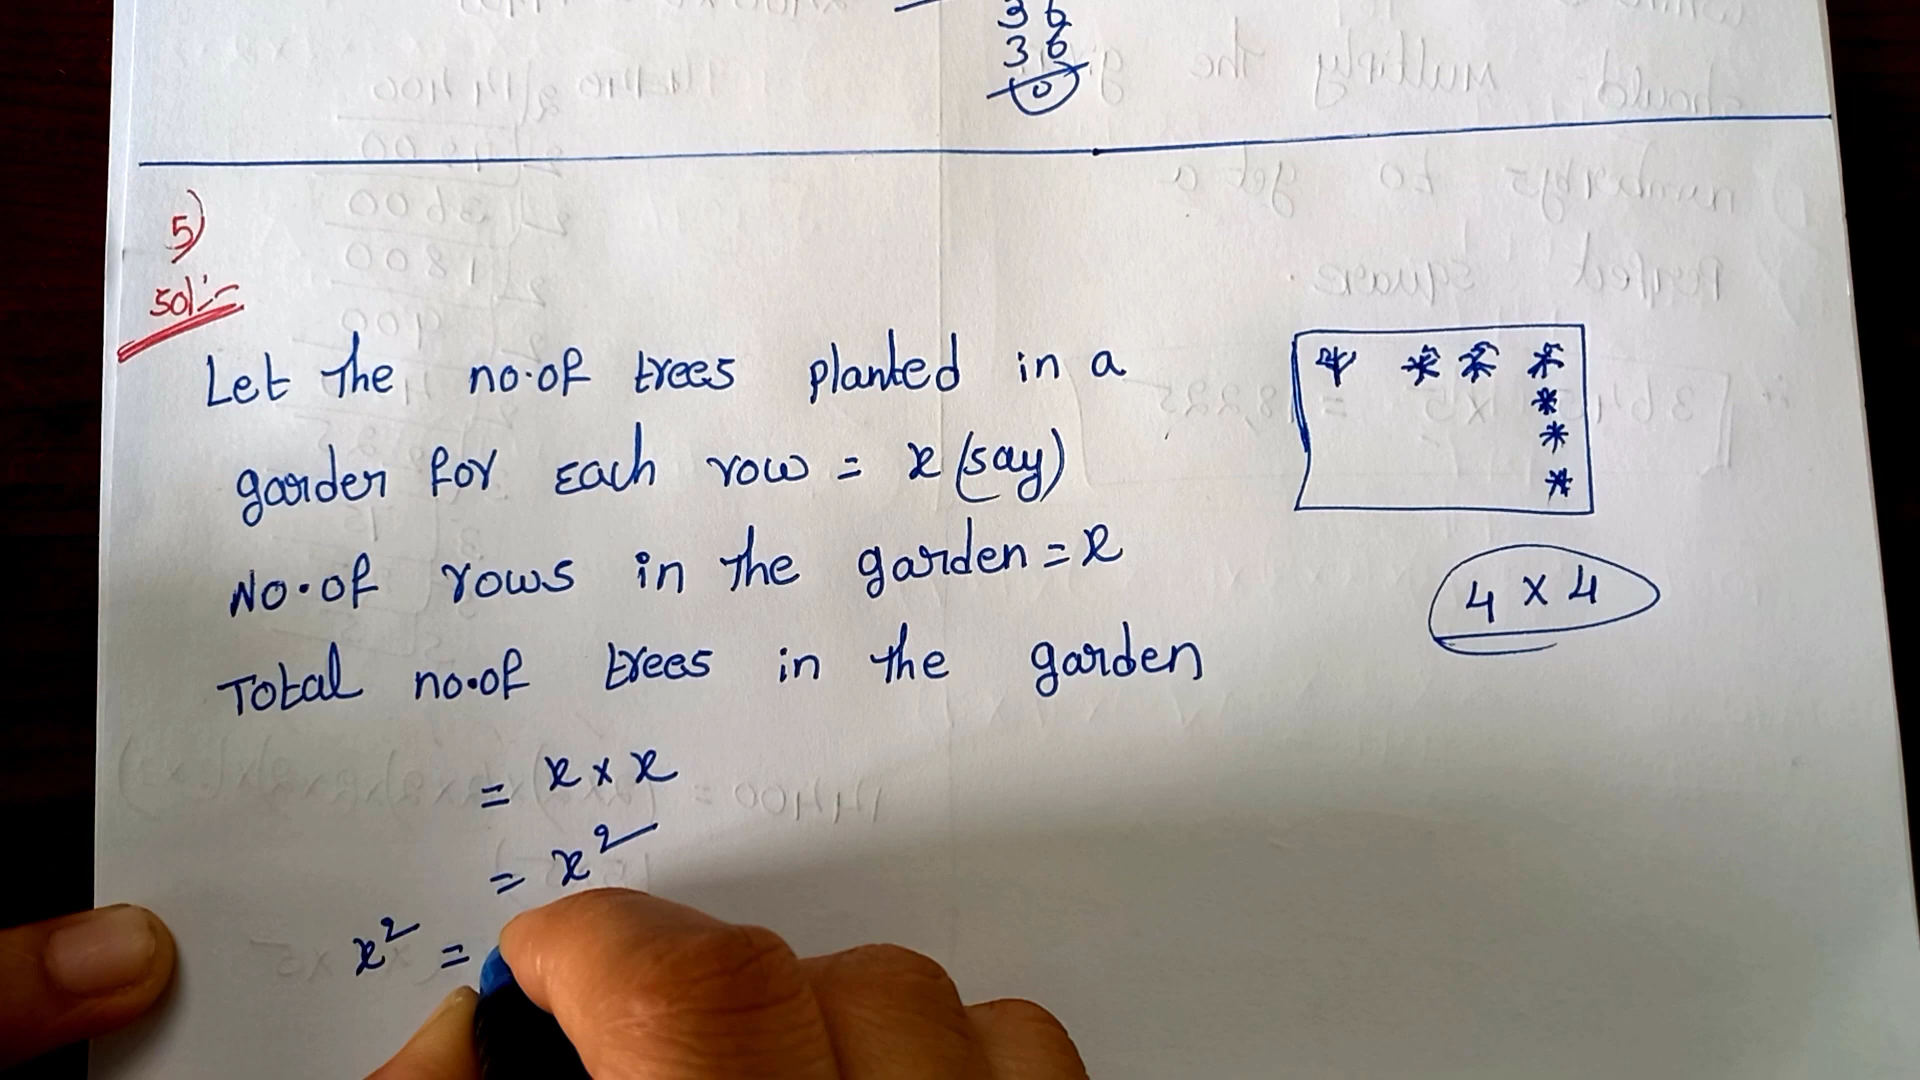 36
36
0
5)
Sol:-
Let the no.of trees planted in a
garden for each row = x (say)
No.of rows in the garden = x
Total no.of trees in the garden
= x × x
= x²
x² =
4 × 4